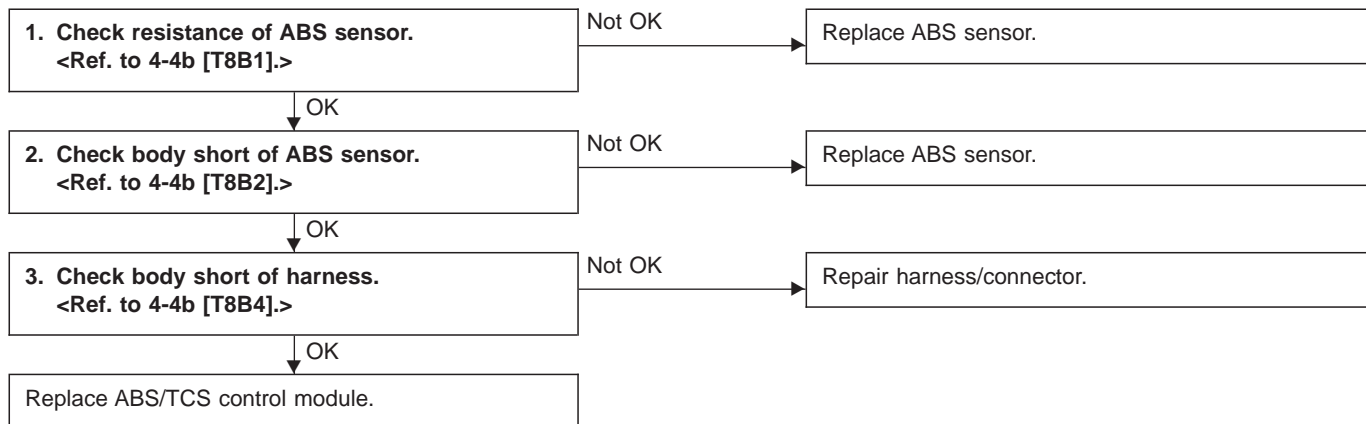 1. Check resistance of ABS sensor.
<Ref. to 4-4b [T8B1].>
Not OK
Replace ABS sensor.
OK
2. Check body short of ABS sensor.
<Ref. to 4-4b [T8B2].>
Not OK
Replace ABS sensor.
OK
3. Check body short of harness.
<Ref. to 4-4b [T8B4].>
Not OK
Repair harness/connector.
OK
Replace ABS/TCS control module.